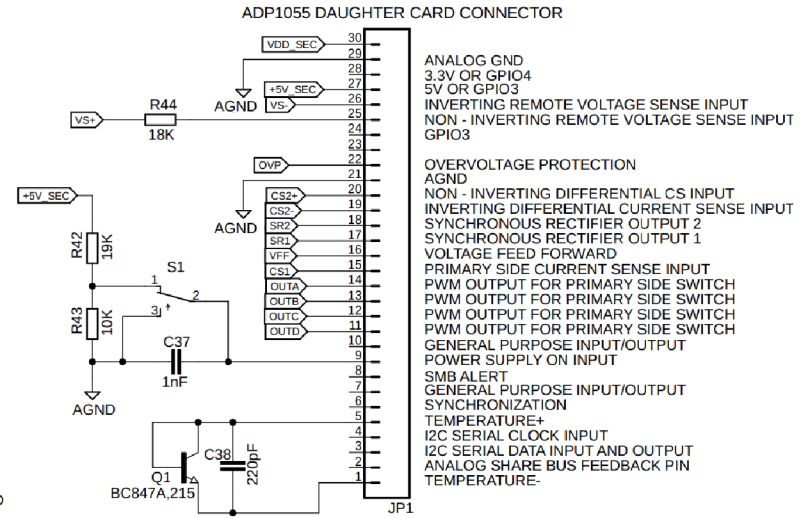 ADP1055 DAUGHTER CARD CONNECTOR
VDD_SEC
30
29
ANALOG GND
28
3.3V OR GPIO4
+5V_SEC
27
5V OR GPIO3
AGND
VS-
26
INVERTING REMOTE VOLTAGE SENSE INPUT
VS+
R44
18K
25
NON - INVERTING REMOTE VOLTAGE SENSE INPUT
24
GPIO3
23
OVP
22
OVERVOLTAGE PROTECTION
21
AGND
CS2+
20
NON - INVERTING DIFFERENTIAL CS INPUT
AGND
CS2-
19
INVERTING DIFFERENTIAL CURRENT SENSE INPUT
SR2
18
SYNCHRONOUS RECTIFIER OUTPUT 2
SR1
17
SYNCHRONOUS RECTIFIER OUTPUT 1
VFF
16
VOLTAGE FEED FORWARD
CS1
15
PRIMARY SIDE CURRENT SENSE INPUT
OUTA
14
PWM OUTPUT FOR PRIMARY SIDE SWITCH
OUTB
13
PWM OUTPUT FOR PRIMARY SIDE SWITCH
OUTC
12
PWM OUTPUT FOR PRIMARY SIDE SWITCH
OUTD
11
PWM OUTPUT FOR PRIMARY SIDE SWITCH
10
GENERAL PURPOSE INPUT/OUTPUT
9
POWER SUPPLY ON INPUT
8
SMB ALERT
7
GENERAL PURPOSE INPUT/OUTPUT
6
SYNCHRONIZATION
5
TEMPERATURE+
4
I2C SERIAL CLOCK INPUT
3
I2C SERIAL DATA INPUT AND OUTPUT
2
ANALOG SHARE BUS FEEDBACK PIN
1
TEMPERATURE-
JP1
+5V_SEC
R42
19K
S1
1
2
3
R43
10K
C37
1nF
AGND
C38
220pF
Q1
BC847A,215